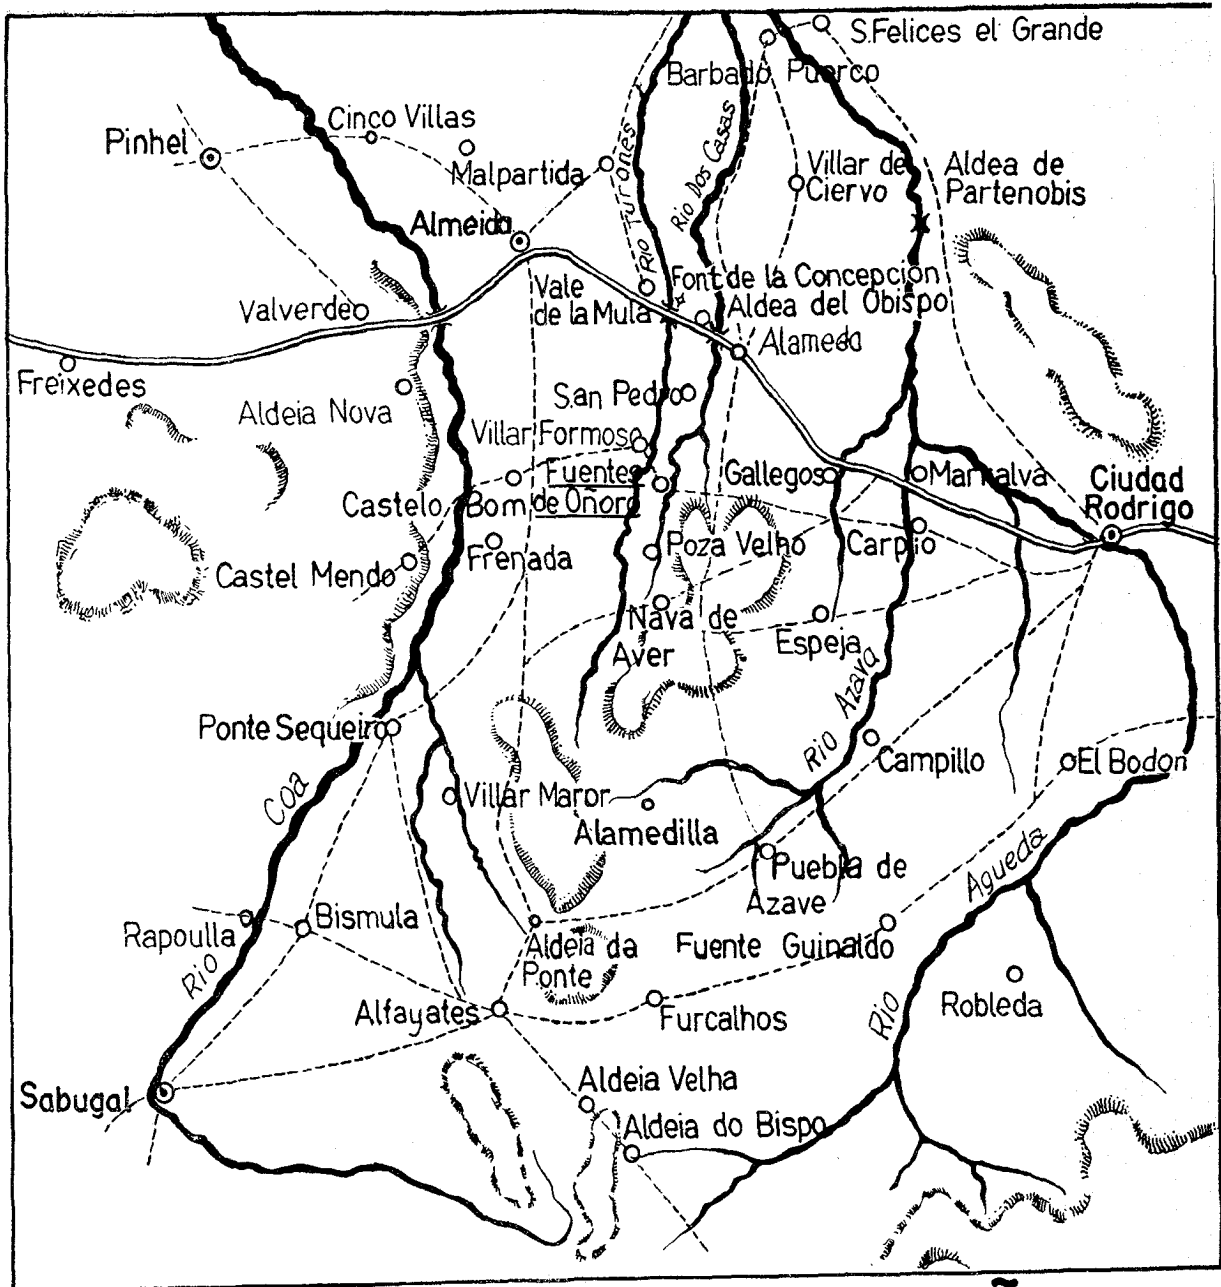 S.Felices el Grande
Barbado Puerco
Cinco Villas
Pinhel
Malpartida
Rio Turones
Rio Dos Casas
Villar de
Ciervo
Aldea de
Partenobis
Almeida
Vale
de la Mula
Font de la Concepción
Aldea del Obispo
Valverde
Alameda
Freixedes
Aldeia Nova
San Pedro
Villar Formoso
Fuentes
de Oñoro
Gallegos
Marialva
Ciudad
Rodrigo
Castelo Bom
Frenada
Poza Velho
Carpio
Castel Mendo
Nava de
Aver
Espeja
Rio Azava
Ponte Sequeiro
Campillo
El Bodon
Rio Coa
Villar Maror
Alamedilla
Puebla de
Azave
Rio Agueda
Rapoulla
Bismula
Aldeia da
Ponte
Fuente Guinaldo
Alfayates
Furcalhos
Robleda
Sabugal
Aldeia Velha
Aldeia do Bispo